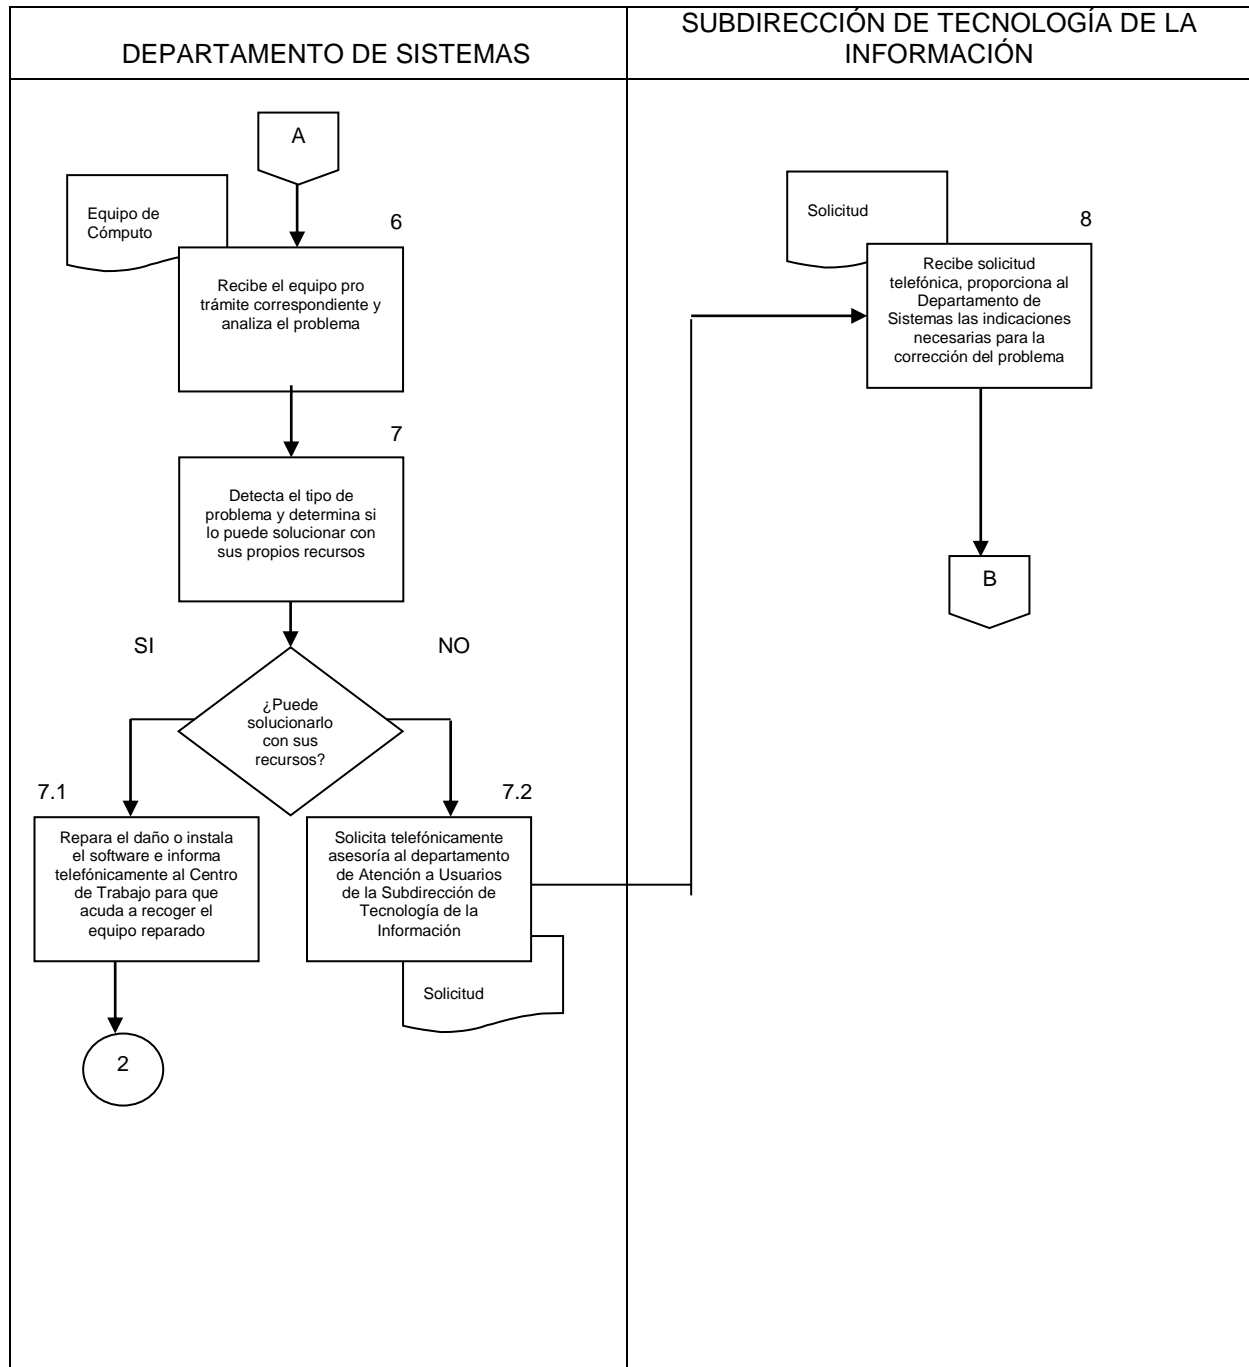 DEPARTAMENTO DE SISTEMAS
SUBDIRECCIÓN DE TECNOLOGÍA DE LA
INFORMACIÓN
A
Equipo de
Cómputo
6
Recibe el equipo pro
trámite correspondiente y
analiza el problema
7
Detecta el tipo de
problema y determina si
lo puede solucionar con
sus propios recursos
SI
NO
¿Puede
solucionarlo
con sus
recursos?
7.1
Repara el daño o instala
el software e informa
telefónicamente al Centro
de Trabajo para que
acuda a recoger el
equipo reparado
2
7.2
Solicita telefónicamente
asesoría al departamento
de Atención a Usuarios
de la Subdirección de
Tecnología de la
Información
Solicitud
Solicitud
8
Recibe solicitud
telefónica, proporciona al
Departamento de
Sistemas las indicaciones
necesarias para la
corrección del problema
B